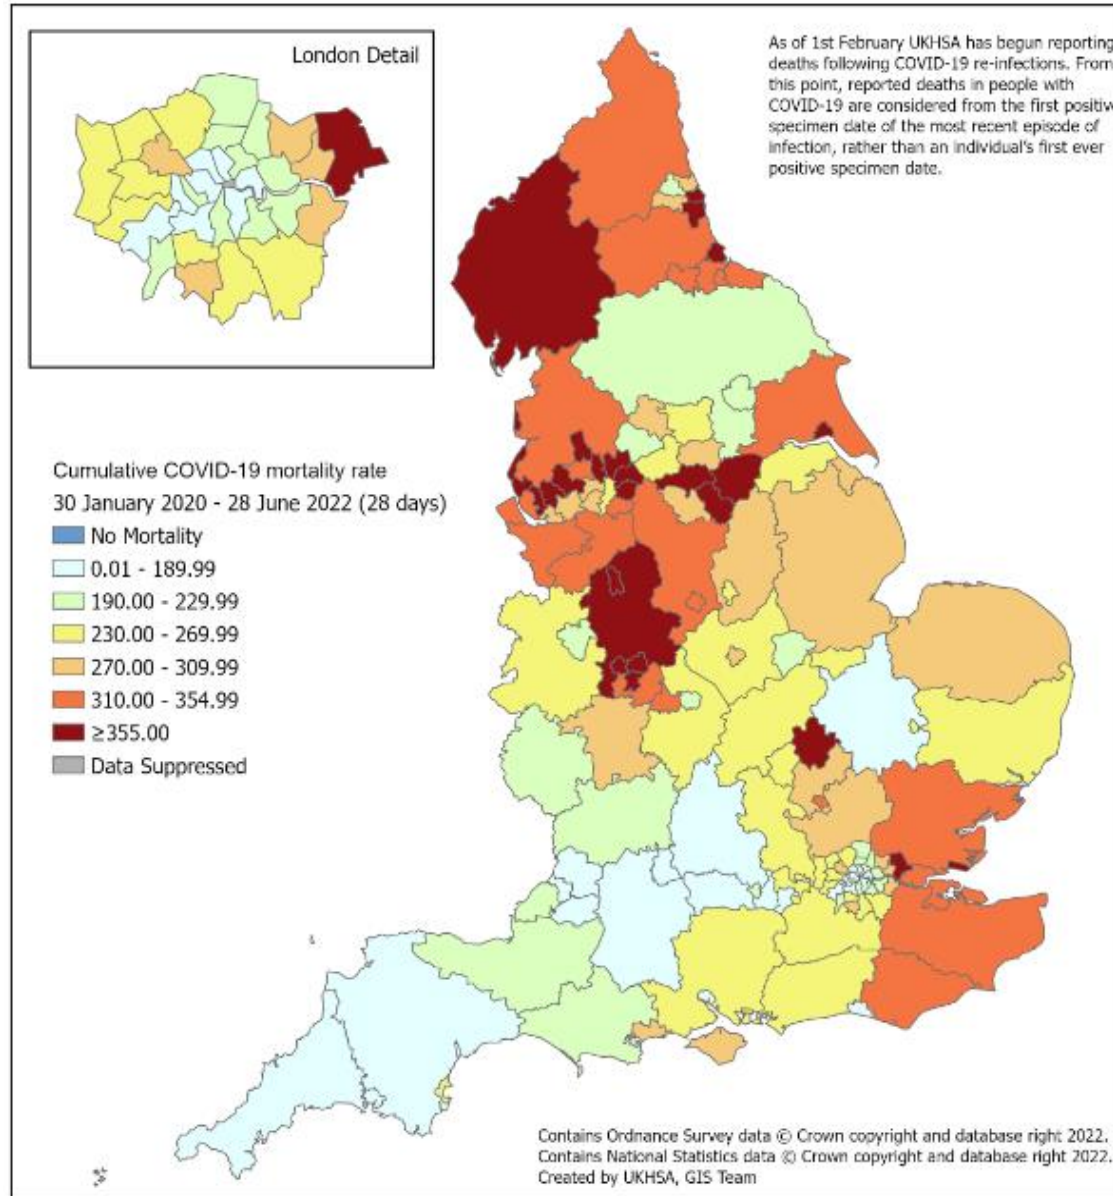 London Detail
As of 1st February UKHSA has begun reporting
deaths following COVID-19 re-infections. From
this point, reported deaths in people with
COVID-19 are considered from the first positive
specimen date of the most recent episode of
infection, rather than an individual's first ever
positive specimen date.
Cumulative COVID-19 mortality rate
30 January 2020 - 28 June 2022 (28 days)
No Mortality
0.01 - 189.99
190.00 - 229.99
230.00 - 269.99
270.00 - 309.99
310.00 - 354.99
≥355.00
Data Suppressed
Contains Ordnance Survey data © Crown copyright and database right 2022.
Contains National Statistics data © Crown copyright and database right 2022.
Created by UKHSA, GIS Team